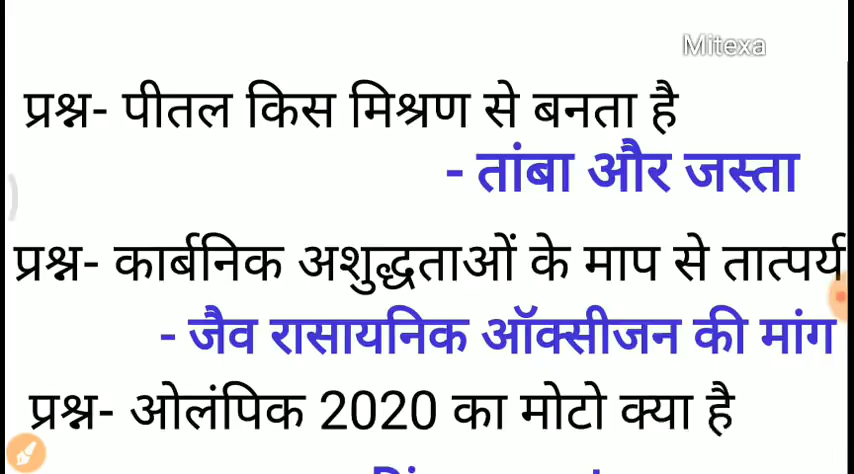 Mitexa
प्रश्न- पीतल किस मिश्रण से बनता है
- तांबा और जस्ता
प्रश्न- कार्बनिक अशुद्धताओं के माप से तात्पर्य
- जैव रासायनिक ऑक्सीजन की मांग
प्रश्न- ओलंपिक 2020 का मोटो क्या है